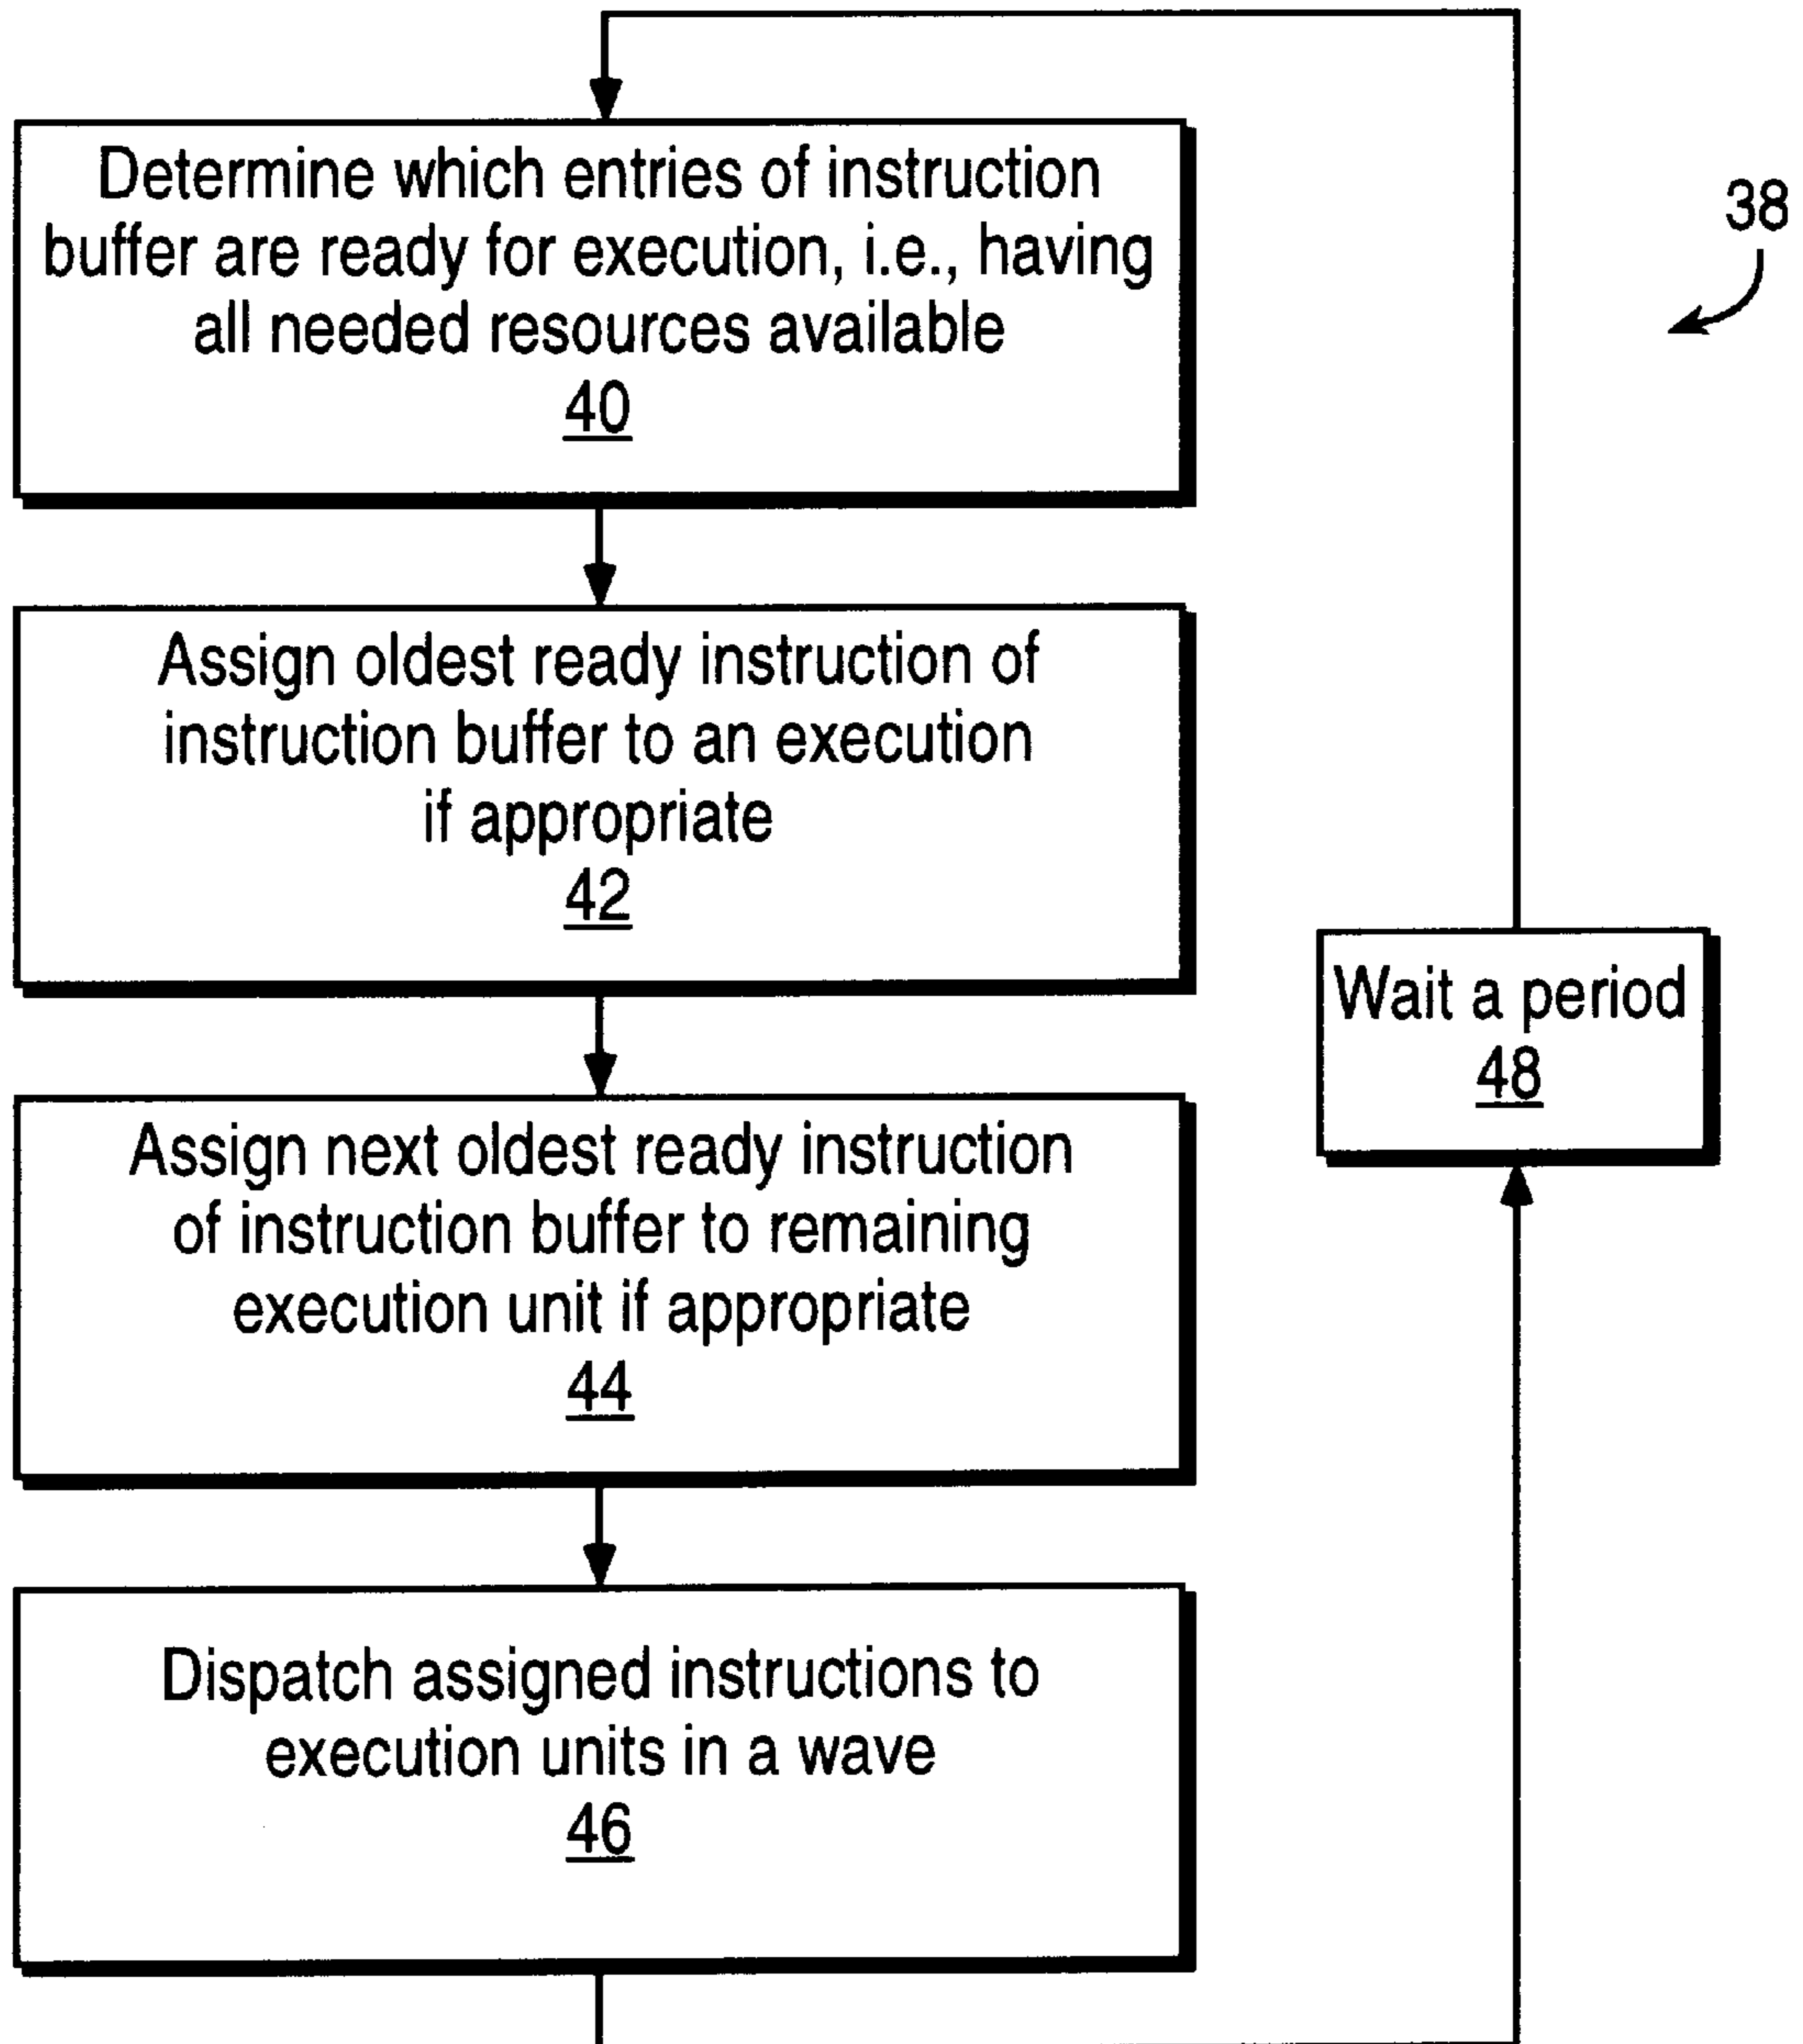 Determine which entries of instruction
buffer are ready for execution, i.e., having
all needed resources available
40
38
Assign oldest ready instruction of
instruction buffer to an execution
if appropriate
42
Wait a period
48
Assign next oldest ready instruction
of instruction buffer to remaining
execution unit if appropriate
44
Dispatch assigned instructions to
execution units in a wave
46